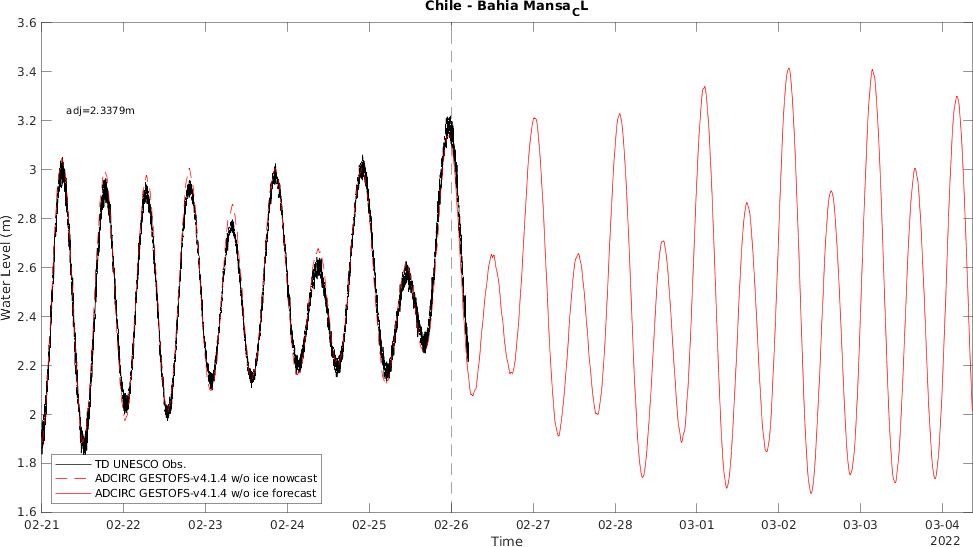 Chile - Bahia Mansa_CL
3.6
3.4
3.2
3
2.8
2.6
2.4
2.2
2
1.8
1.6
Water Level (m)
adj=2.3379m
TD UNESCO Obs.
ADCIRC GESTOFS-v4.1.4 w/o ice nowcast
ADCIRC GESTOFS-v4.1.4 w/o ice forecast
02-21 02-22 02-23 02-24 02-25 02-26 02-27 02-28 03-01 03-02 03-03 03-04
2022
Time